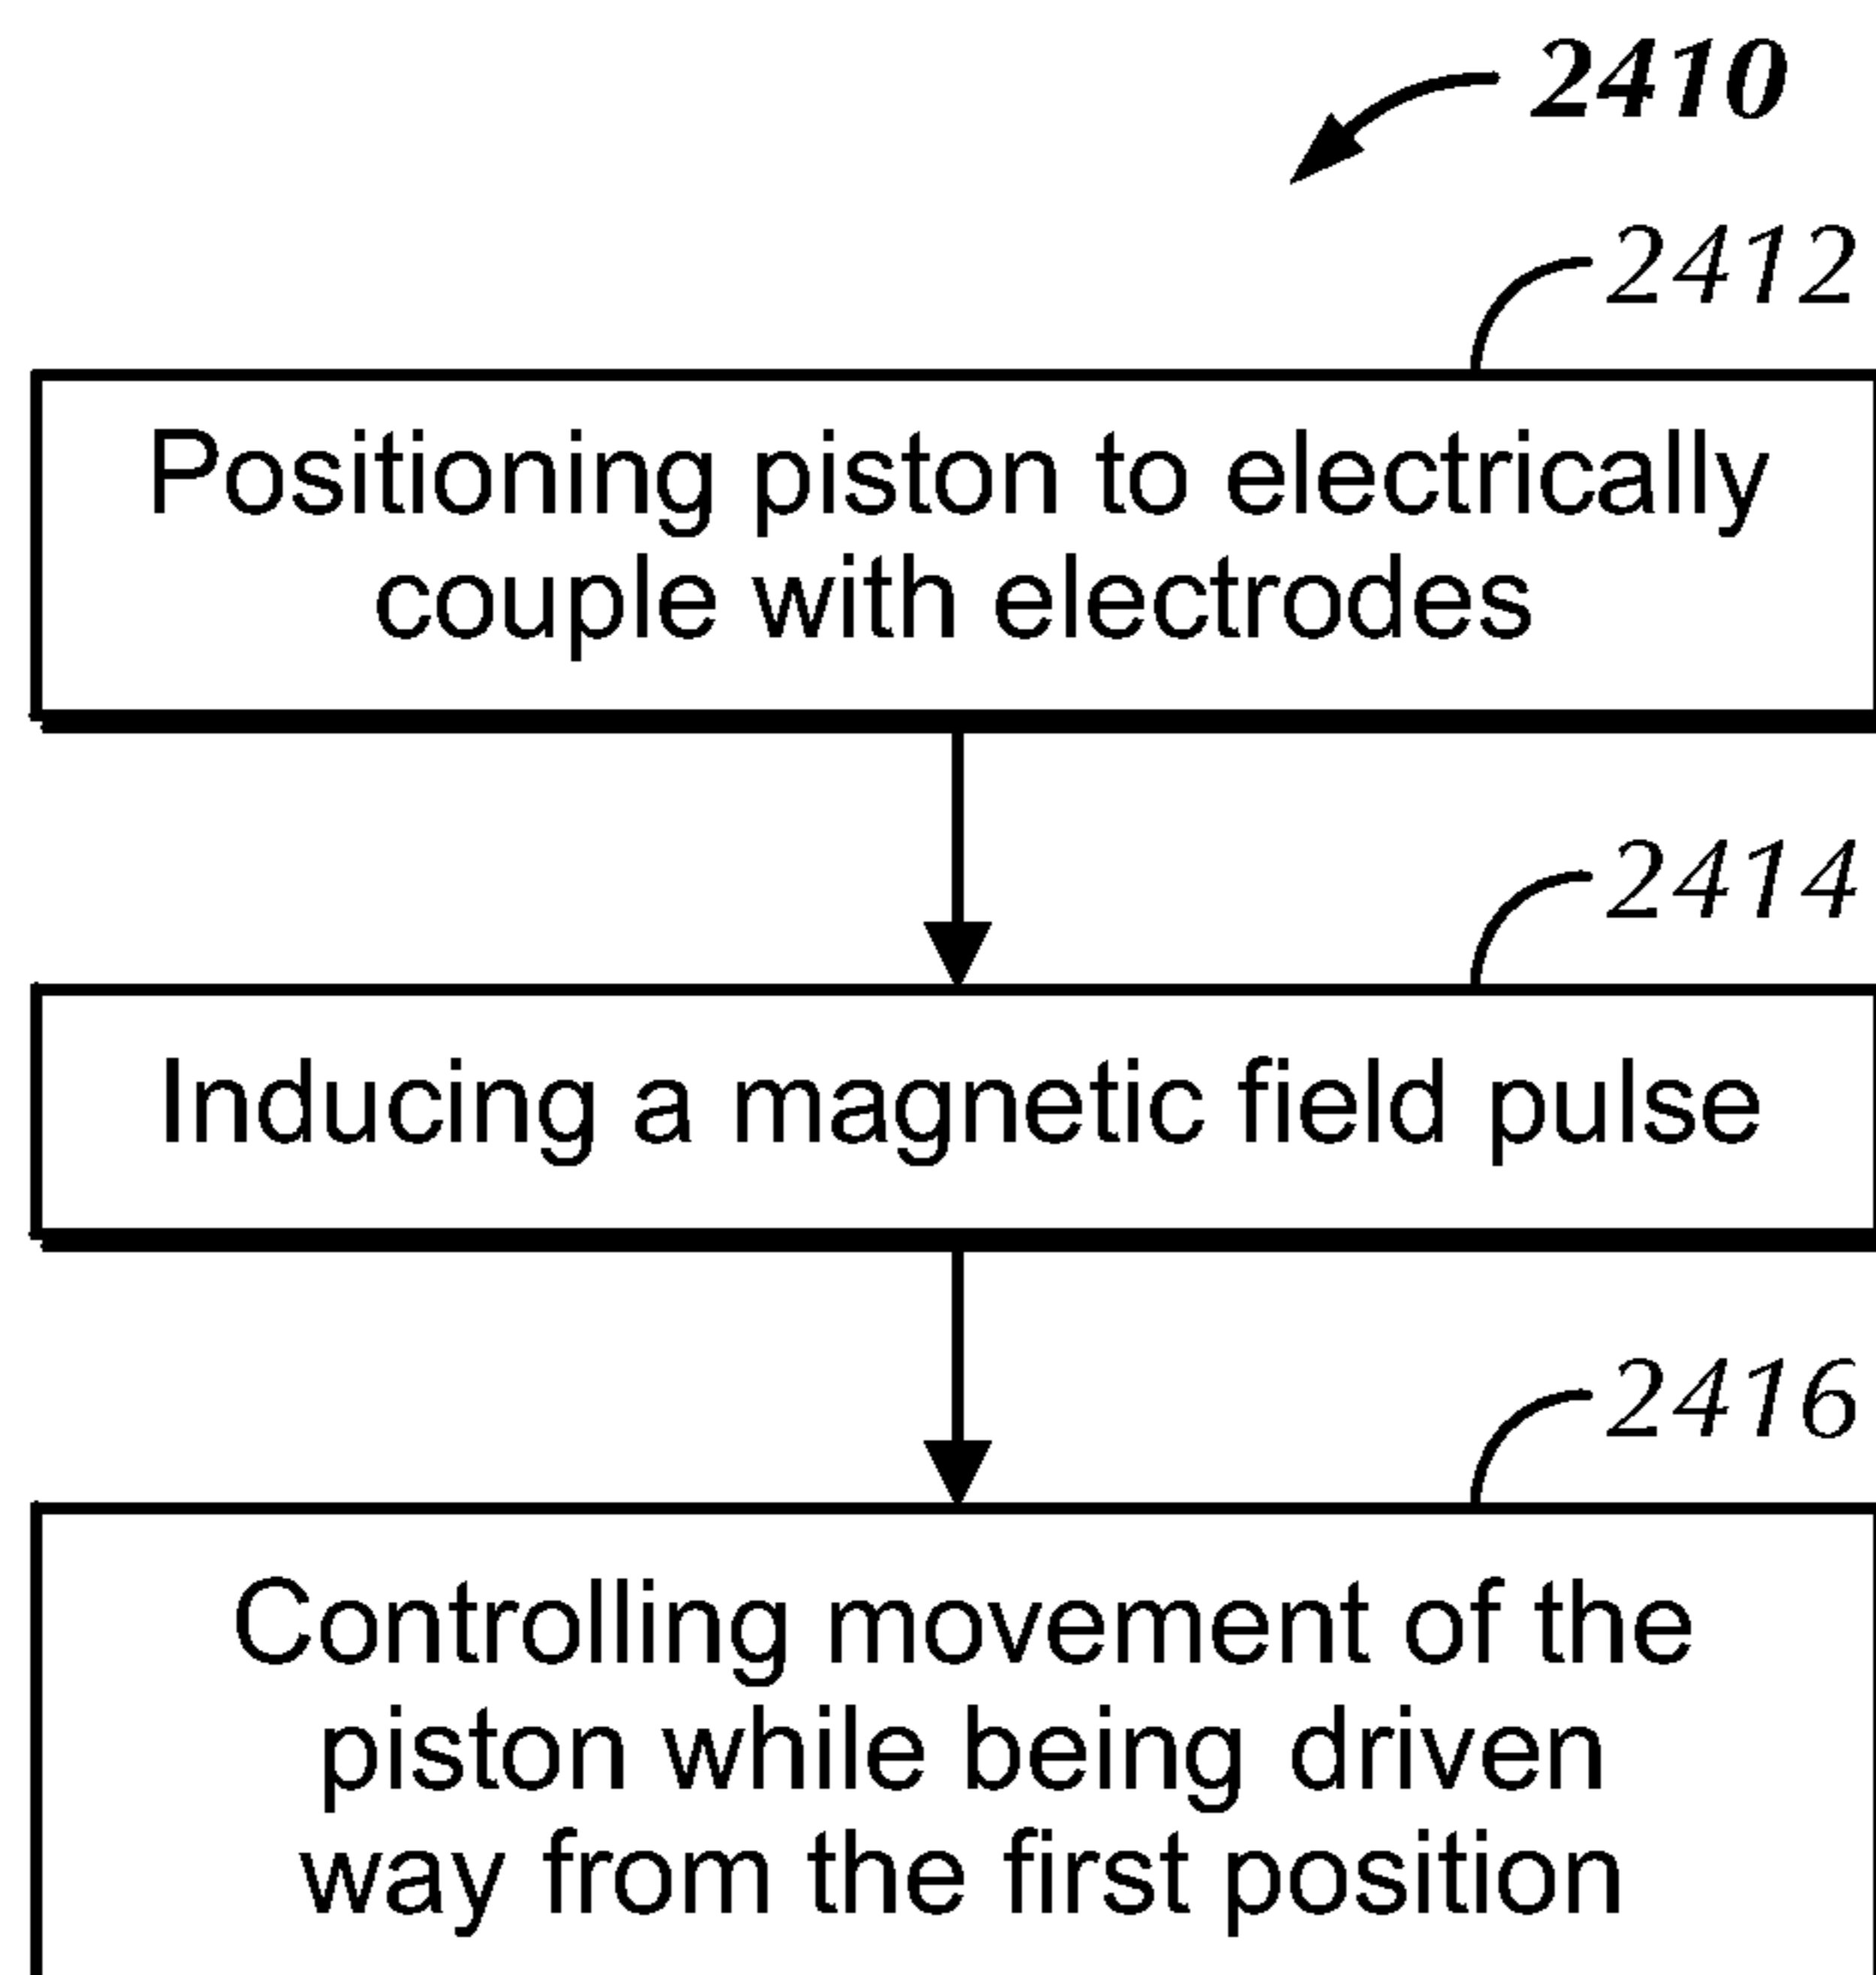 2410
2412
Positioning piston to electrically
couple with electrodes
2414
Inducing a magnetic field pulse
2416
Controlling movement of the
piston while being driven
way from the first position